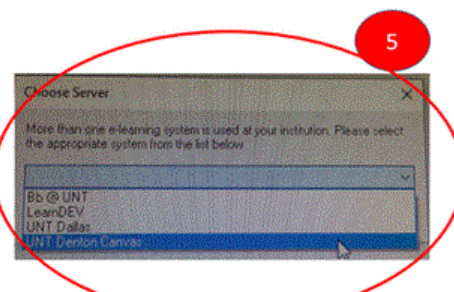 5
Choose Server
More than one e-learning system is used at your institution. Please select
the appropriate system from the list below
Bb @ UNT
LearnDEV
UNT Dallas
UNT Denton Canvas